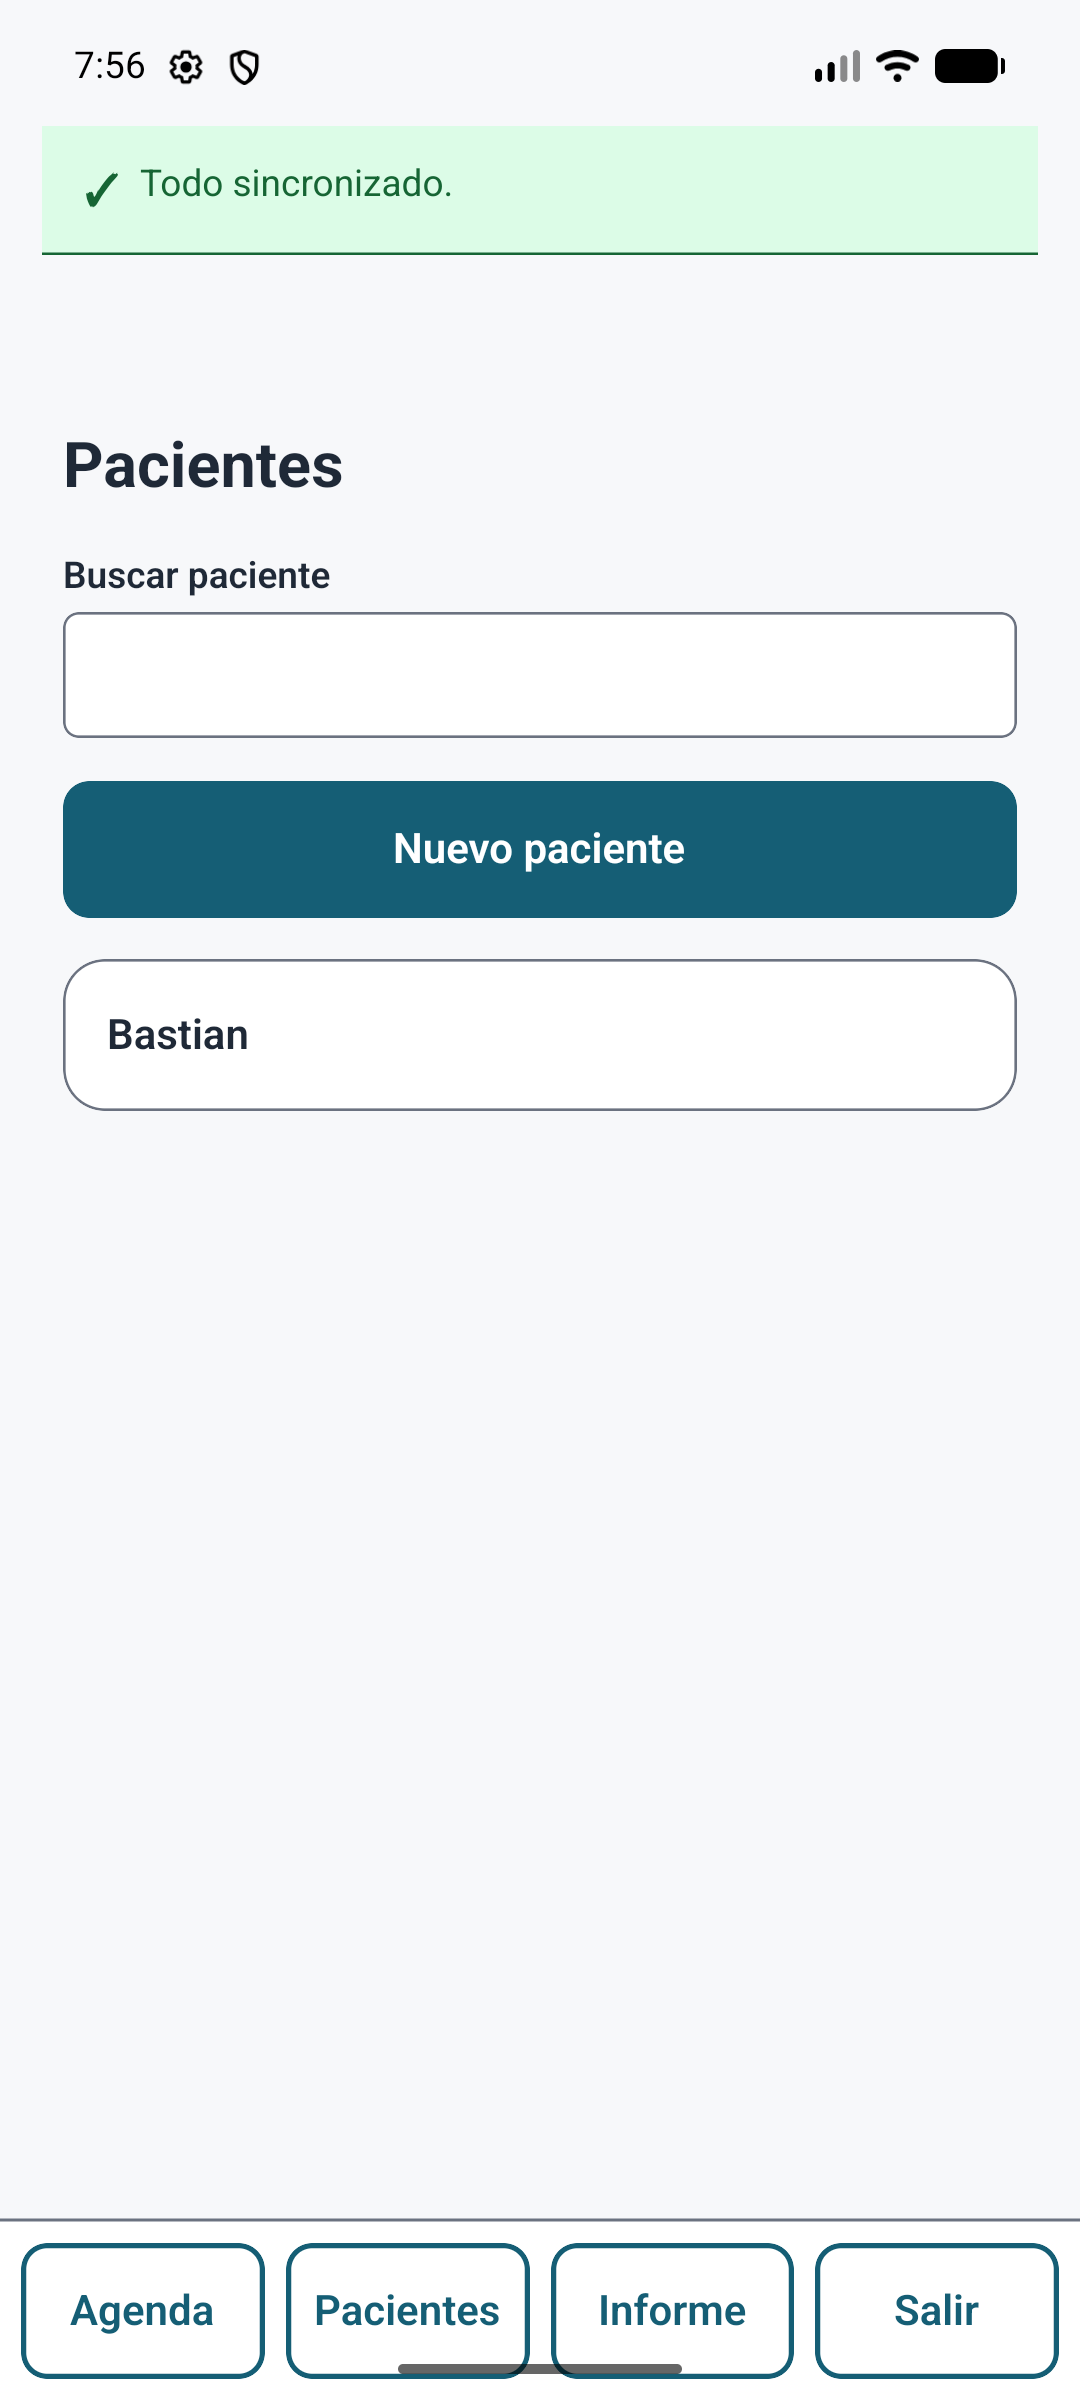 7:56
✓ Todo sincronizado.
Pacientes
Buscar paciente
Nuevo paciente
Bastian
Agenda
Pacientes
Informe
Salir